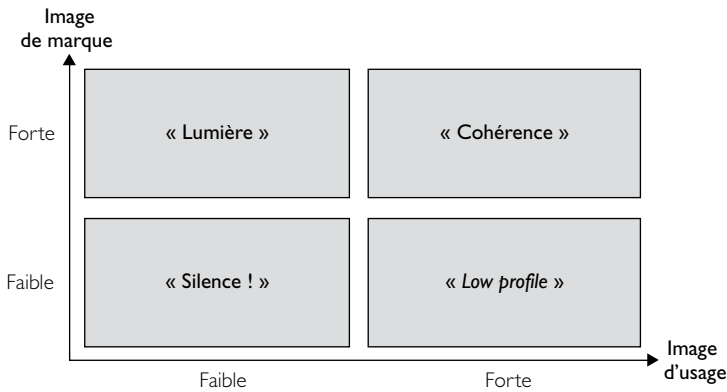 Image
de marque
Forte
« Lumière »
« Cohérence »
Faible
« Silence ! »
« Low profile »
Faible
Forte
Image
d’usage